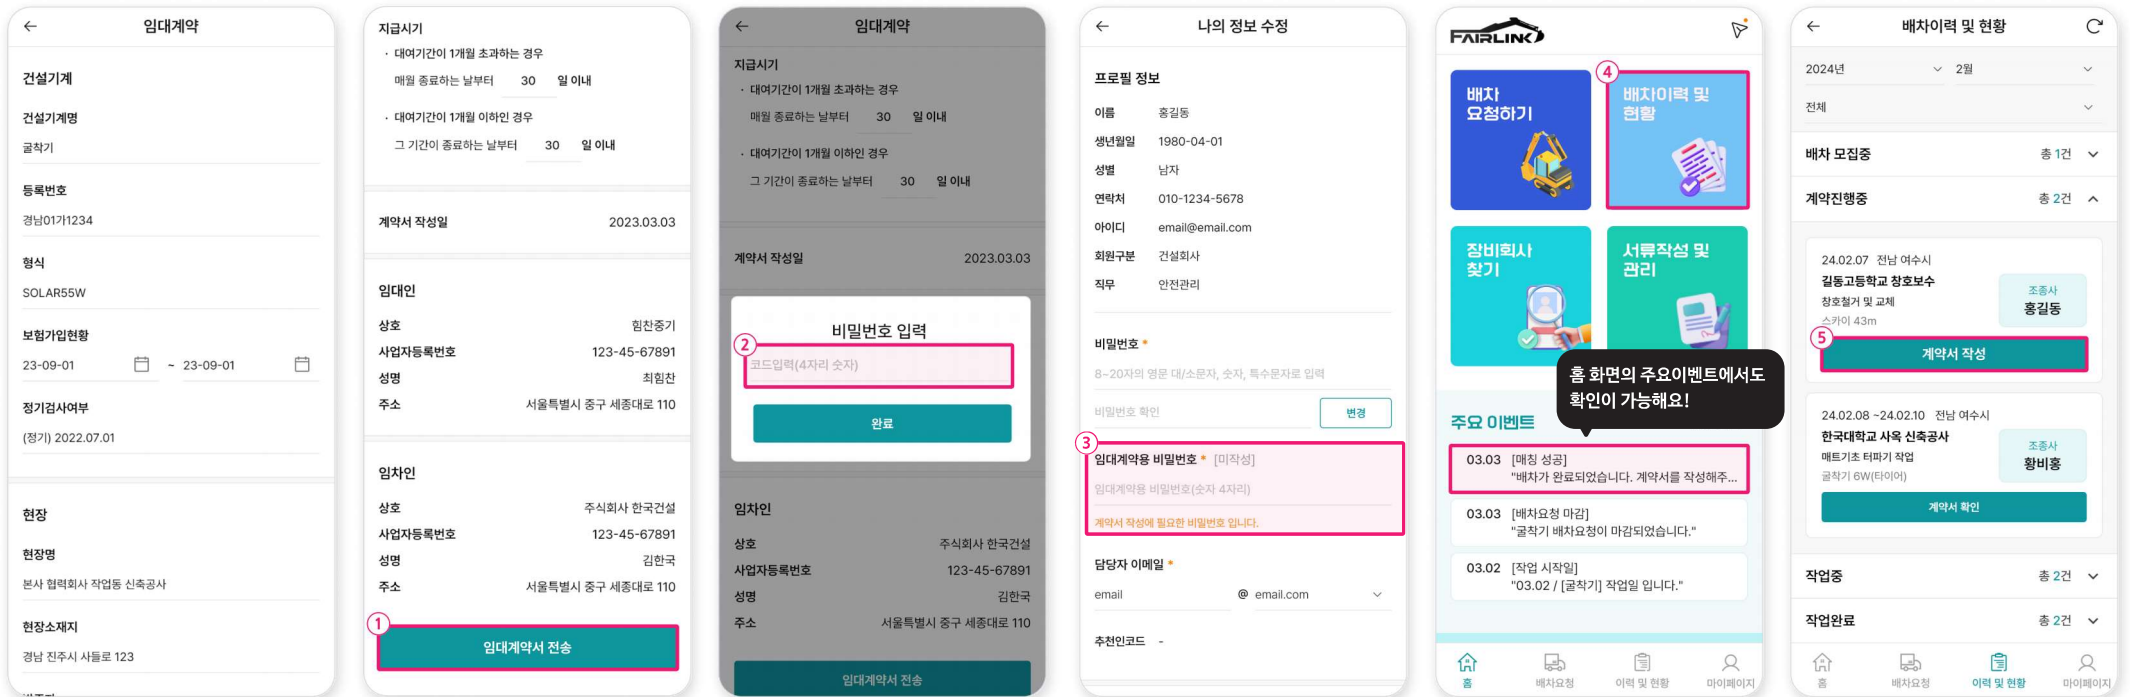 임대계약
건설기계
건설기계명
굴착기
등록번호
경남01가1234
형식
SOLAR55W
보험가입현황
23-09-01 ~ 23-09-01
정기검사여부
(정기) 2022.07.01
현장
현장명
본사 협력회사 작업동 신축공사
현장소재지
경남 진주시 사들로 123
지급시기
· 대여기간이 1개월 초과하는 경우
매월 종료하는 날부터 30 일 이내
· 대여기간이 1개월 이하인 경우
그 기간이 종료하는 날부터 30 일 이내
계약서 작성일 2023.03.03
임대인
상호 힘찬중기
사업자등록번호 123-45-67891
성명 최힘찬
주소 서울특별시 중구 세종대로 110
임차인
상호 주식회사 한국건설
사업자등록번호 123-45-67891
성명 김한국
주소 서울특별시 중구 세종대로 110
1
임대계약서 전송
임대계약
지급시기
· 대여기간이 1개월 초과하는 경우
매월 종료하는 날부터 30 일 이내
· 대여기간이 1개월 이하인 경우
그 기간이 종료하는 날부터 30 일 이내
계약서 작성일 2023.03.03
비밀번호 입력
2
코드입력(4자리 숫자)
완료
임차인
상호 주식회사 한국건설
사업자등록번호 123-45-67891
성명 김한국
주소 서울특별시 중구 세종대로 110
임대계약서 전송
나의 정보 수정
프로필 정보
이름 홍길동
생년월일 1980-04-01
성별 남자
연락처 010-1234-5678
아이디 email@email.com
회원구분 건설회사
직무 안전관리
비밀번호 *
8~20자의 영문 대/소문자, 숫자, 특수문자로 입력
비밀번호 확인 변경
3
임대계약용 비밀번호 * [미작성]
임대계약용 비밀번호(숫자 4자리)
계약서 작성에 필요한 비밀번호 입니다.
담당자 이메일 *
email @ email.com
추천인코드 -
FAIRLINK
배차
요청하기
4
배차이력 및
현황
장비회사
찾기
서류작성 및
관리
홈 화면의 주요이벤트에서도
확인이 가능해요!
주요 이벤트
03.03 [매칭 성공]
"배차가 완료되었습니다. 계약서를 작성해주...
03.03 [배차요청 마감]
"굴착기 배차요청이 마감되었습니다."
03.02 [작업 시작일]
"03.02 / [굴착기] 작업일 입니다."
홈 배차요청 이력 및 현황 마이페이지
배차이력 및 현황
2024년 2월
전체
배차 모집중 총 1건
계약진행중 총 2건
24.02.07 전남 여수시
길동고등학교 창호보수
창호철거 및 교체
스카이 43m
조종사
홍길동
5
계약서 작성
24.02.08 ~24.02.10 전남 여수시
한국대학교 사옥 신축공사
매트기초 터파기 작업
굴착기 6W(타이어)
조종사
황비홍
계약서 확인
작업중 총 2건
작업완료 총 2건
홈 배차요청 이력 및 현황 마이페이지